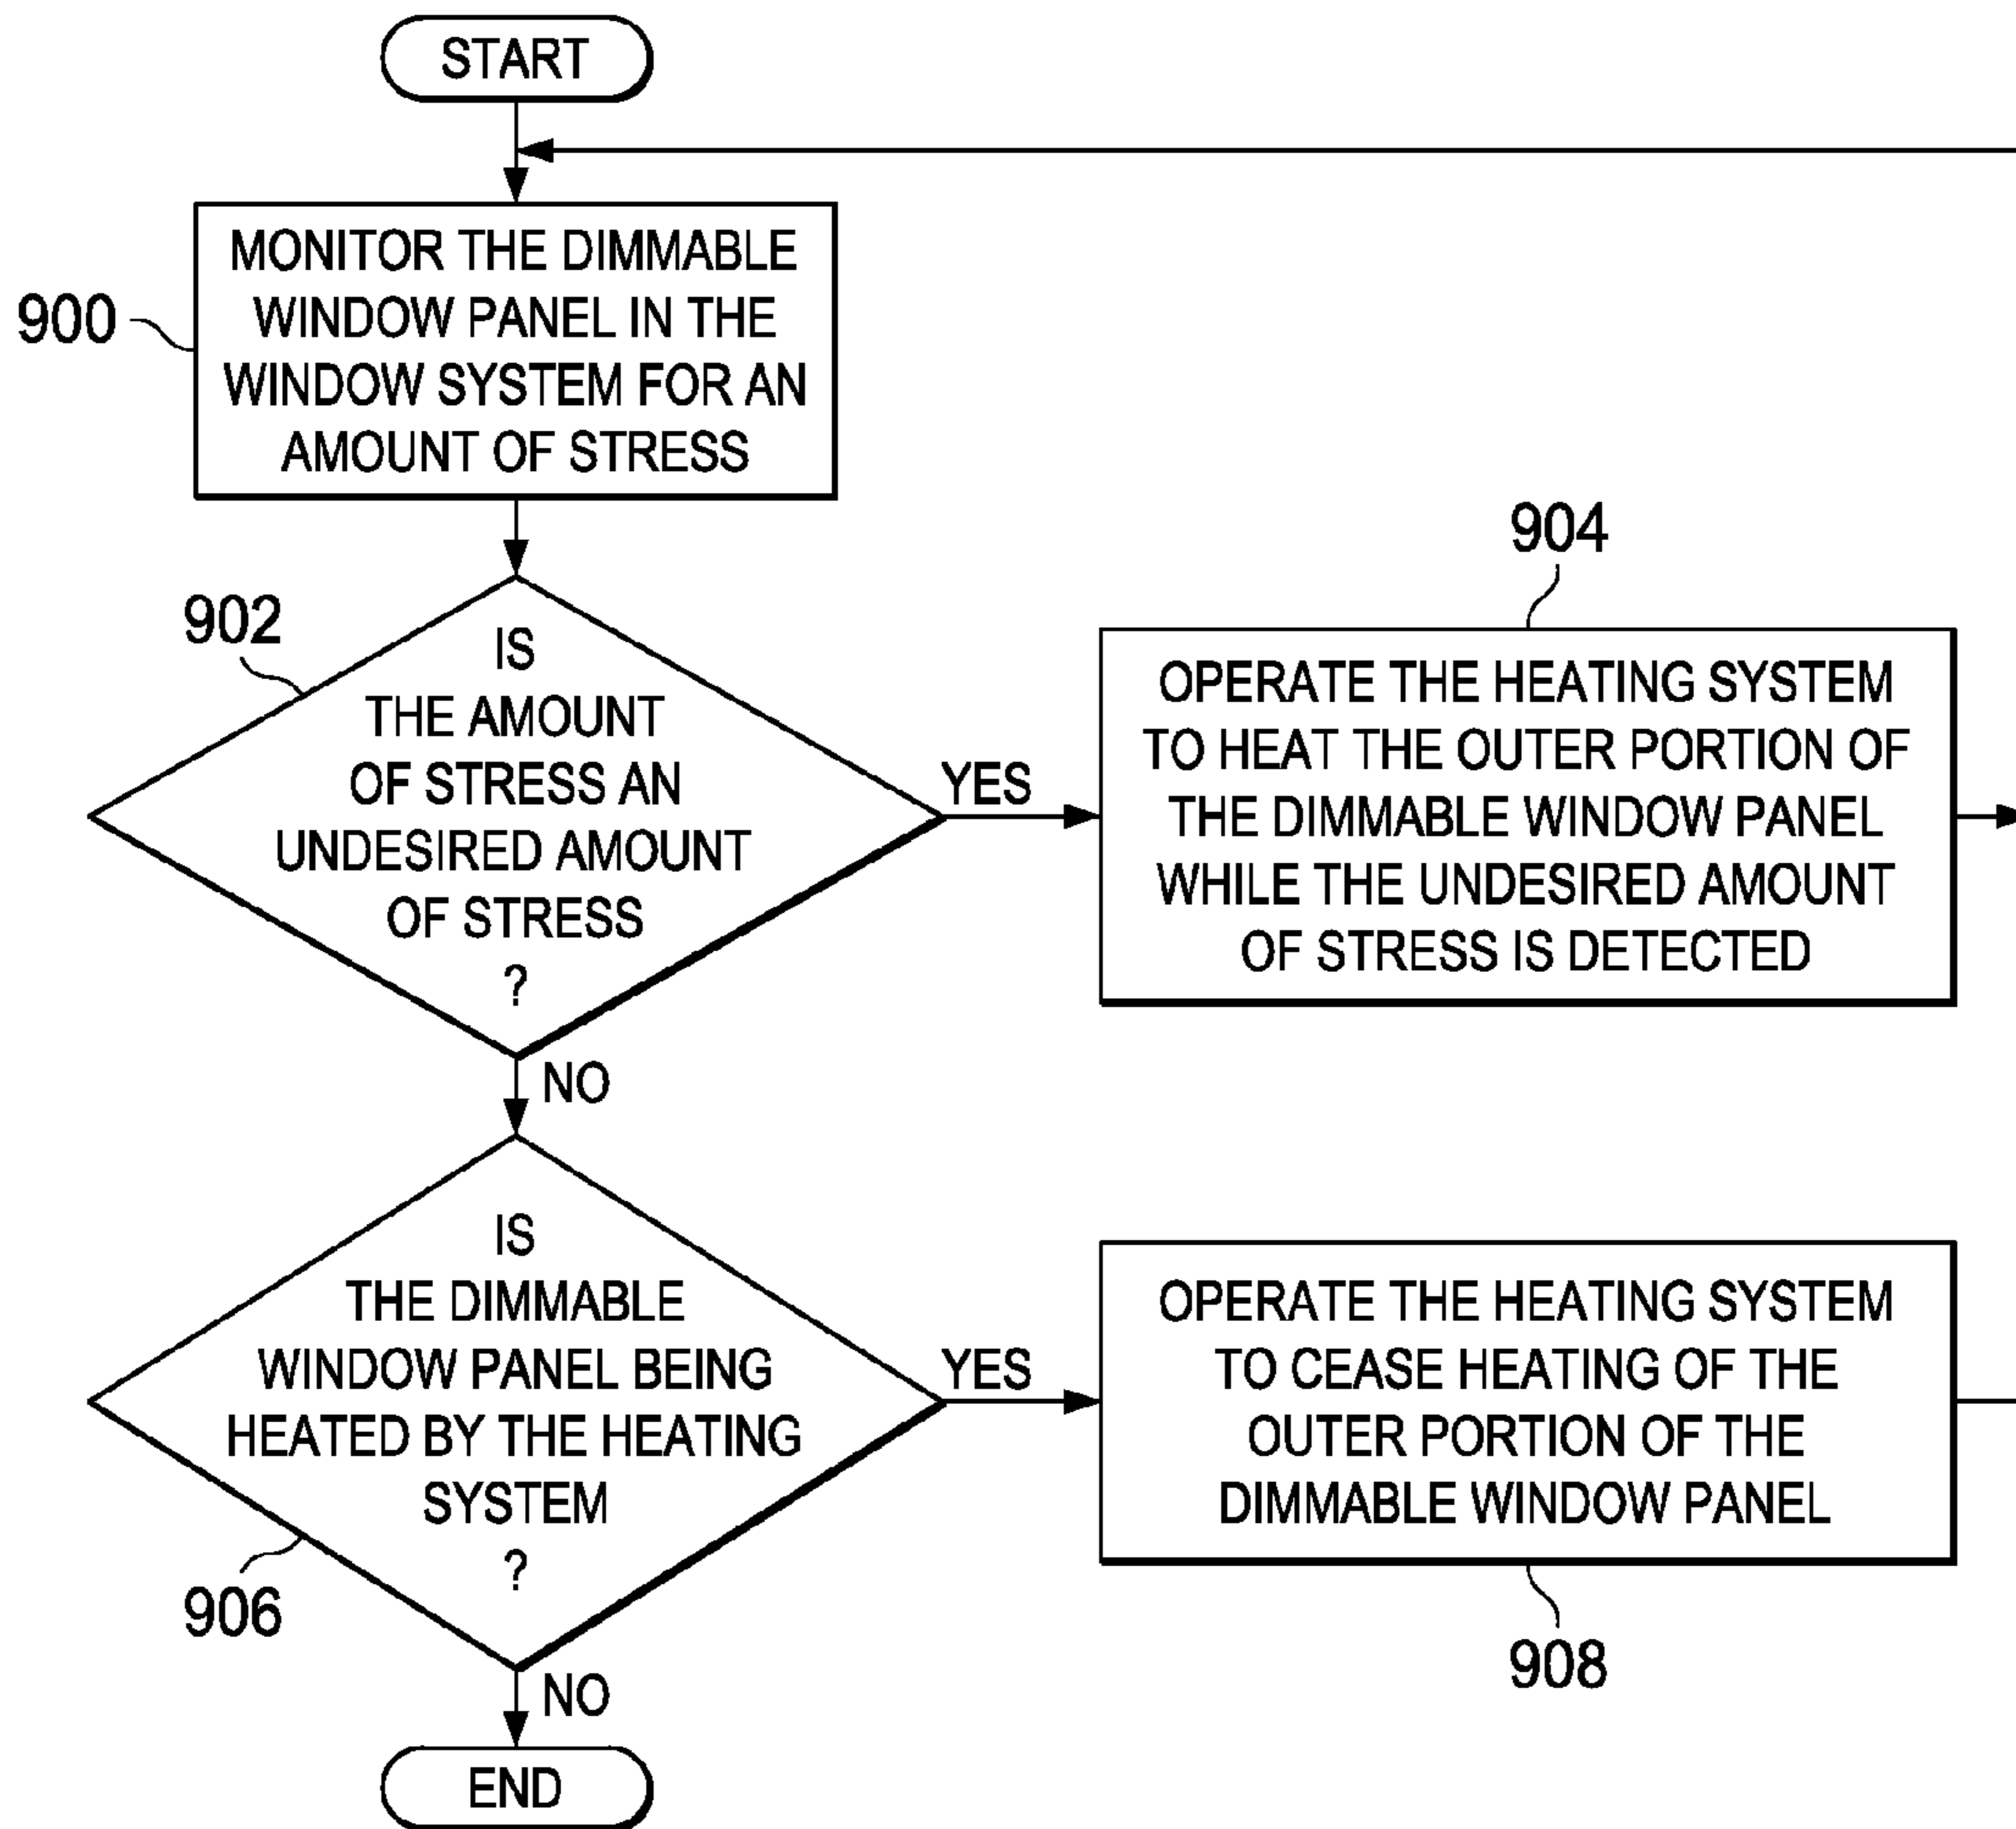 START
900
MONITOR THE DIMMABLE
WINDOW PANEL IN THE
WINDOW SYSTEM FOR AN
AMOUNT OF STRESS
902
IS
THE AMOUNT
OF STRESS AN
UNDESIRED AMOUNT
OF STRESS
?
YES
904
OPERATE THE HEATING SYSTEM
TO HEAT THE OUTER PORTION OF
THE DIMMABLE WINDOW PANEL
WHILE THE UNDESIRED AMOUNT
OF STRESS IS DETECTED
NO
IS
THE DIMMABLE
WINDOW PANEL BEING
HEATED BY THE HEATING
SYSTEM
?
906
YES
OPERATE THE HEATING SYSTEM
TO CEASE HEATING OF THE
OUTER PORTION OF THE
DIMMABLE WINDOW PANEL
908
NO
END